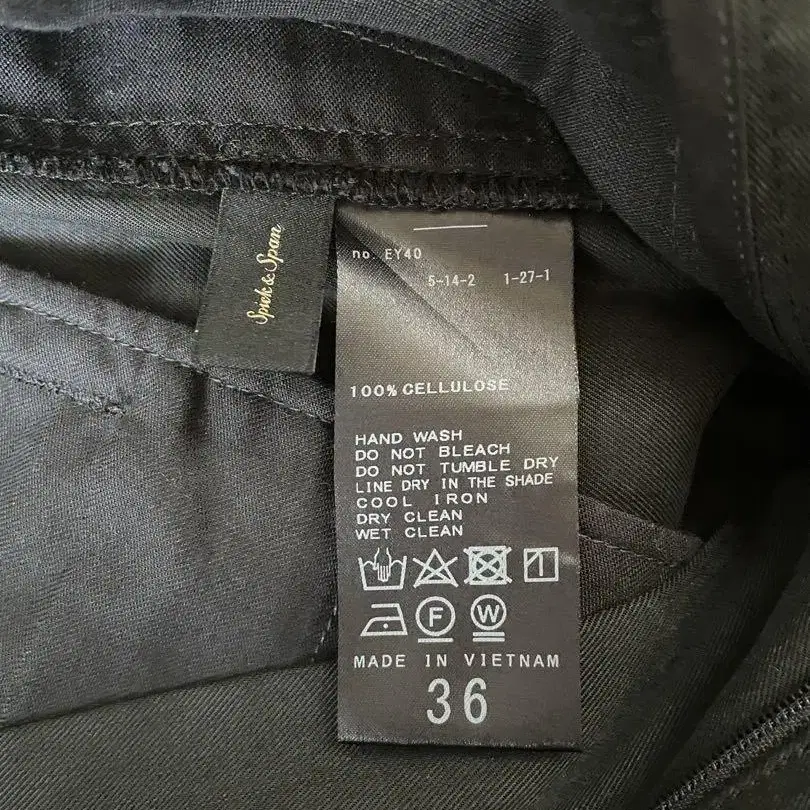 Spick & Span
no. EY40
5-14-2 1-27-1
100% CELLULOSE
HAND WASH
DO NOT BLEACH
DO NOT TUMBLE DRY
LINE DRY IN THE SHADE
COOL IRON
DRY CLEAN
WET CLEAN
F W
MADE IN VIETNAM
36